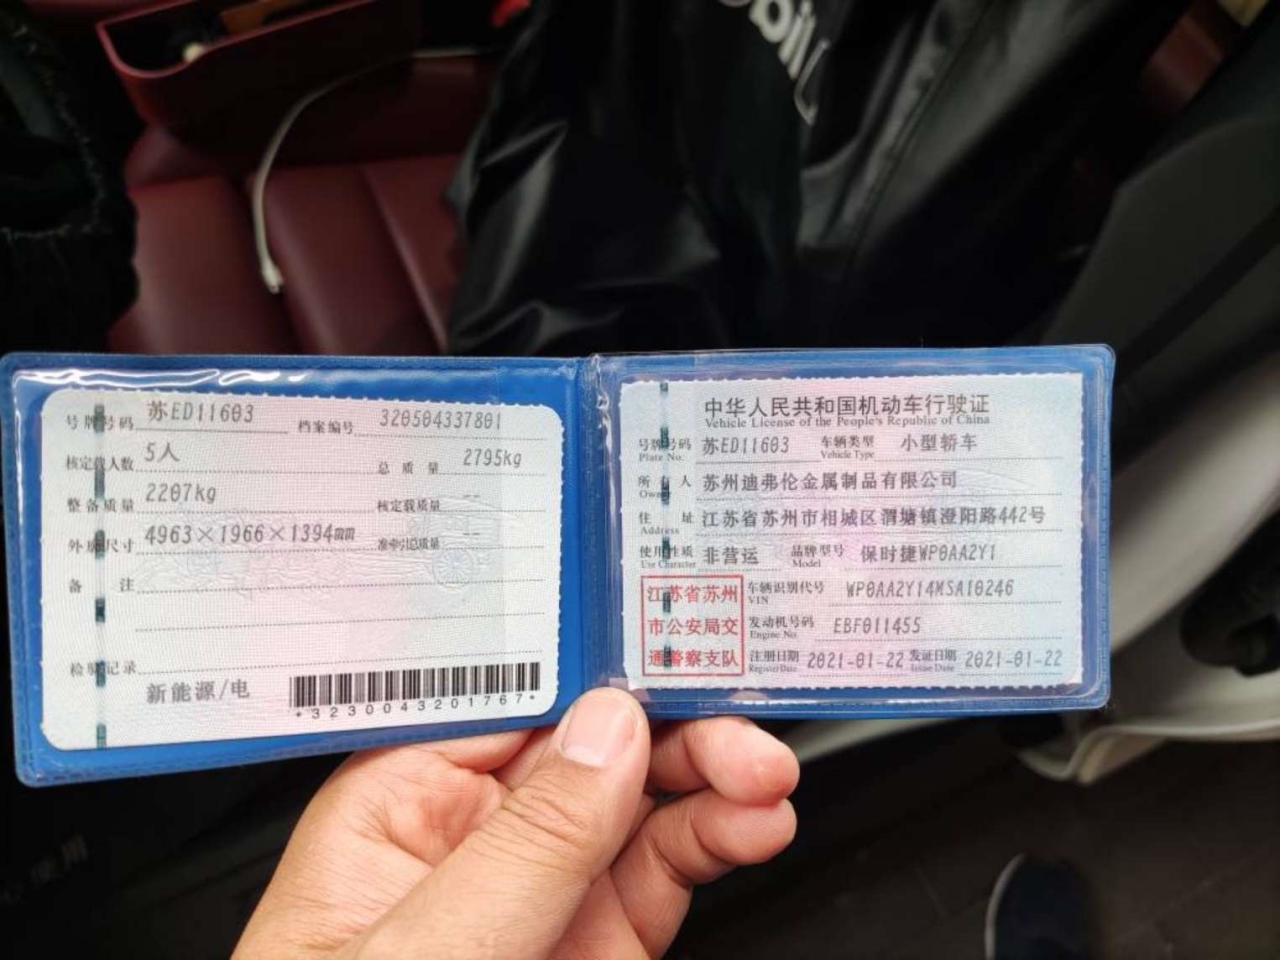 号牌号码 苏ED11603 档案编号 320504337801
核定载人数 5人 总质量 2795kg
整备质量 2207kg 核定载质量 --
外廓尺寸 4963×1966×1394mm 准牵引总质量 --
备注
检验记录
新能源/电
*3230043201767*
中华人民共和国机动车行驶证
Vehicle License of the People's Republic of China
号牌号码 苏ED11603 车辆类型 小型轿车
Plate No. Vehicle Type
所有人 苏州迪弗伦金属制品有限公司
Owner
住址 江苏省苏州市相城区渭塘镇澄阳路442号
Address
使用性质 非营运 品牌型号 保时捷WP0AA2Y1
Use Character Model
江苏省苏州 车辆识别代号 WP0AA2Y14MSA10246
VIN
市公安局交 发动机号码 EBF011455
Engine No.
通警察支队 注册日期 2021-01-22 发证日期 2021-01-22
Register Date Issue Date